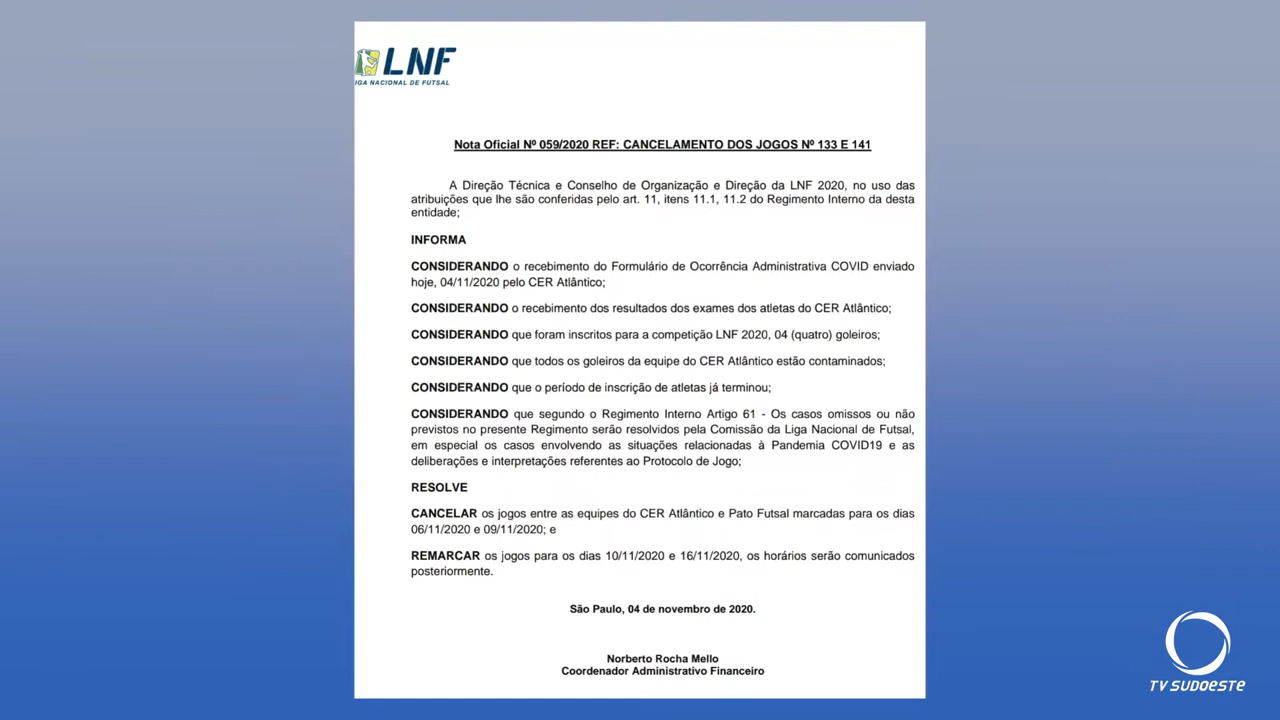 LNF
IGA NACIONAL DE FUTSAL
Nota Oficial Nº 059/2020 REF: CANCELAMENTO DOS JOGOS Nº 133 E 141
A Direção Técnica e Conselho de Organização e Direção da LNF 2020, no uso das
atribuições que lhe são conferidas pelo art. 11, itens 11.1, 11.2 do Regimento Interno da desta
entidade;
INFORMA
CONSIDERANDO o recebimento do Formulário de Ocorrência Administrativa COVID enviado
hoje, 04/11/2020 pelo CER Atlântico;
CONSIDERANDO o recebimento dos resultados dos exames dos atletas do CER Atlântico;
CONSIDERANDO que foram inscritos para a competição LNF 2020, 04 (quatro) goleiros;
CONSIDERANDO que todos os goleiros da equipe do CER Atlântico estão contaminados;
CONSIDERANDO que o período de inscrição de atletas já terminou;
CONSIDERANDO que segundo o Regimento Interno Artigo 61 - Os casos omissos ou não
previstos no presente Regimento serão resolvidos pela Comissão da Liga Nacional de Futsal,
em especial os casos envolvendo as situações relacionadas à Pandemia COVID19 e as
deliberações e interpretações referentes ao Protocolo de Jogo;
RESOLVE
CANCELAR os jogos entre as equipes do CER Atlântico e Pato Futsal marcadas para os dias
06/11/2020 e 09/11/2020; e
REMARCAR os jogos para os dias 10/11/2020 e 16/11/2020, os horários serão comunicados
posteriormente.
São Paulo, 04 de novembro de 2020.
Norberto Rocha Mello
Coordenador Administrativo Financeiro
TV SUDOESTE